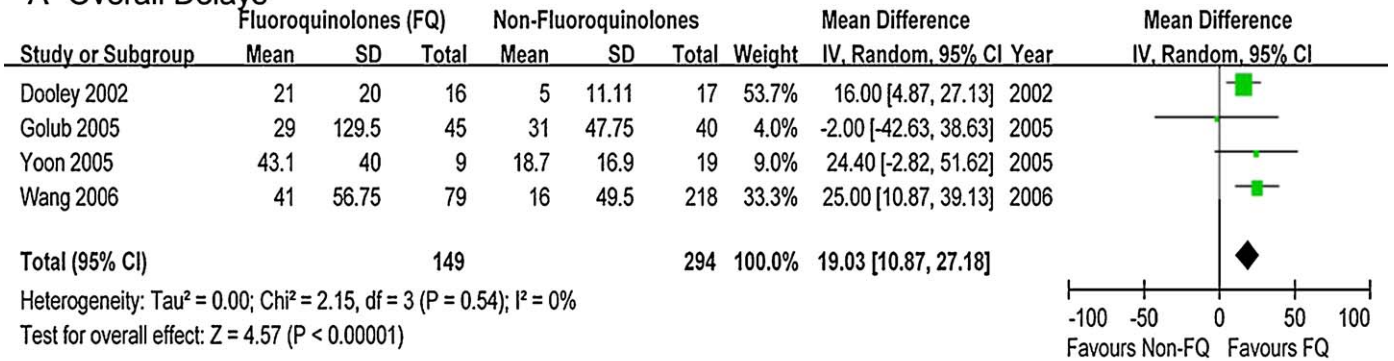 A Overall Delays
Fluoroquinolones (FQ) Non-Fluoroquinolones Mean Difference Mean Difference
Study or Subgroup Mean SD Total Mean SD Total Weight IV, Random, 95% CI Year IV, Random, 95% CI
Dooley 2002 21 20 16 5 11.11 17 53.7% 16.00 [4.87, 27.13] 2002
Golub 2005 29 129.5 45 31 47.75 40 4.0% -2.00 [-42.63, 38.63] 2005
Yoon 2005 43.1 40 9 18.7 16.9 19 9.0% 24.40 [-2.82, 51.62] 2005
Wang 2006 41 56.75 79 16 49.5 218 33.3% 25.00 [10.87, 39.13] 2006
Total (95% CI) 149 294 100.0% 19.03 [10.87, 27.18]
Heterogeneity: Tau² = 0.00; Chi² = 2.15, df = 3 (P = 0.54); I² = 0%
Test for overall effect: Z = 4.57 (P < 0.00001)
-100 -50 0 50 100
Favours Non-FQ Favours FQ